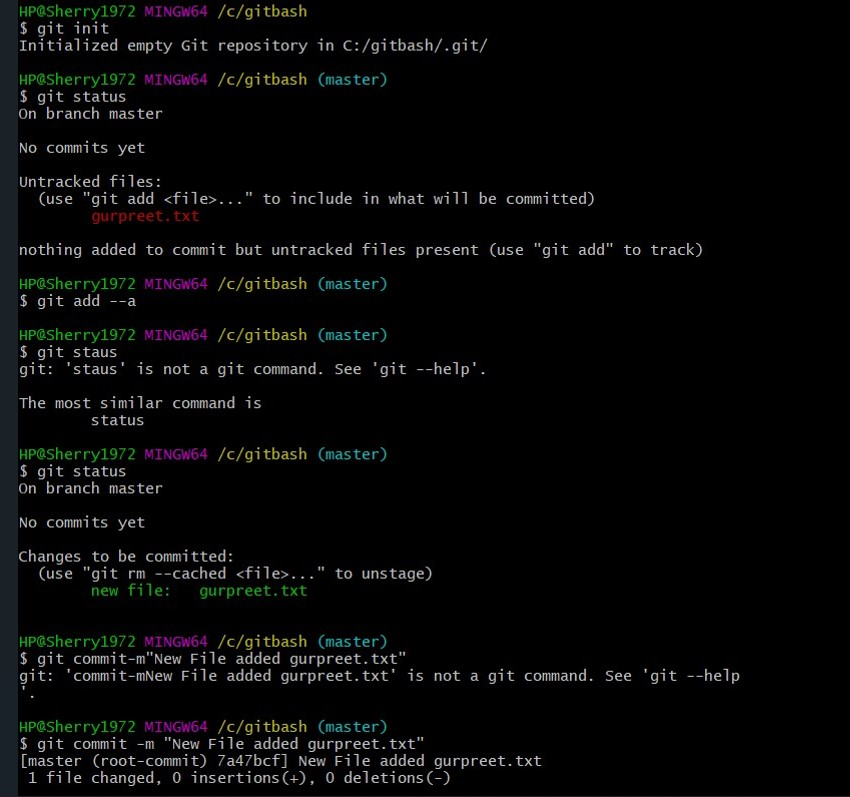 HP@Sherry1972 MINGW64 /c/gitbash
$ git init
Initialized empty Git repository in C:/gitbash/.git/
HP@Sherry1972 MINGW64 /c/gitbash (master)
$ git status
On branch master
No commits yet
Untracked files:
(use "git add <file>..." to include in what will be committed)
gurpreet.txt
nothing added to commit but untracked files present (use "git add" to track)
HP@Sherry1972 MINGW64 /c/gitbash (master)
$ git add --a
HP@Sherry1972 MINGW64 /c/gitbash (master)
$ git staus
git: 'staus' is not a git command. See 'git --help'.
The most similar command is
status
HP@Sherry1972 MINGW64 /c/gitbash (master)
$ git status
On branch master
No commits yet
Changes to be committed:
(use "git rm --cached <file>..." to unstage)
new file:   gurpreet.txt
HP@Sherry1972 MINGW64 /c/gitbash (master)
$ git commit-m"New File added gurpreet.txt"
git: 'commit-mNew File added gurpreet.txt' is not a git command. See 'git --help
'.
HP@Sherry1972 MINGW64 /c/gitbash (master)
$ git commit -m "New File added gurpreet.txt"
[master (root-commit) 7a47bcf] New File added gurpreet.txt
1 file changed, 0 insertions(+), 0 deletions(-)